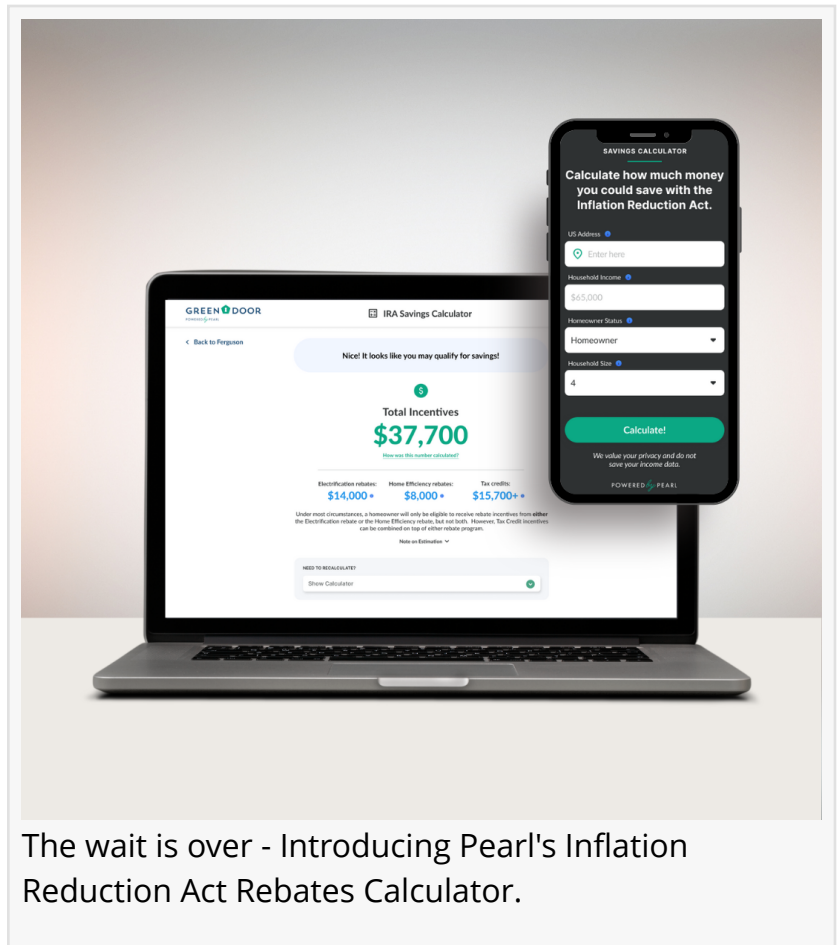 SAVINGS CALCULATOR
Calculate how much money
you could save with the
Inflation Reduction Act.
US Address
Enter here
Household Income
$65,000
Homeowner Status
Homeowner
Household Size
4
Calculate!
We value your privacy and do not
save your income data.
POWERED by PEARL
GREEN DOOR
POWERED by PEARL
IRA Savings Calculator
< Back to Ferguson
Nice! It looks like you may qualify for savings!
$
Total Incentives
$37,700
How was this number calculated?
Electrification rebates: Home Efficiency rebates: Tax credits:
$14,000 $8,000 $15,700+
Under most circumstances, a homeowner will only be eligible to receive rebate incentives from either
the Electrification rebate or the Home Efficiency rebate, but not both. However, Tax Credit incentives
can be combined on top of either rebate
program.
Note on Estimation
NEED TO RECALCULATE?
Show Calculator
The wait is over - Introducing Pearl's Inflation
Reduction Act Rebates Calculator.